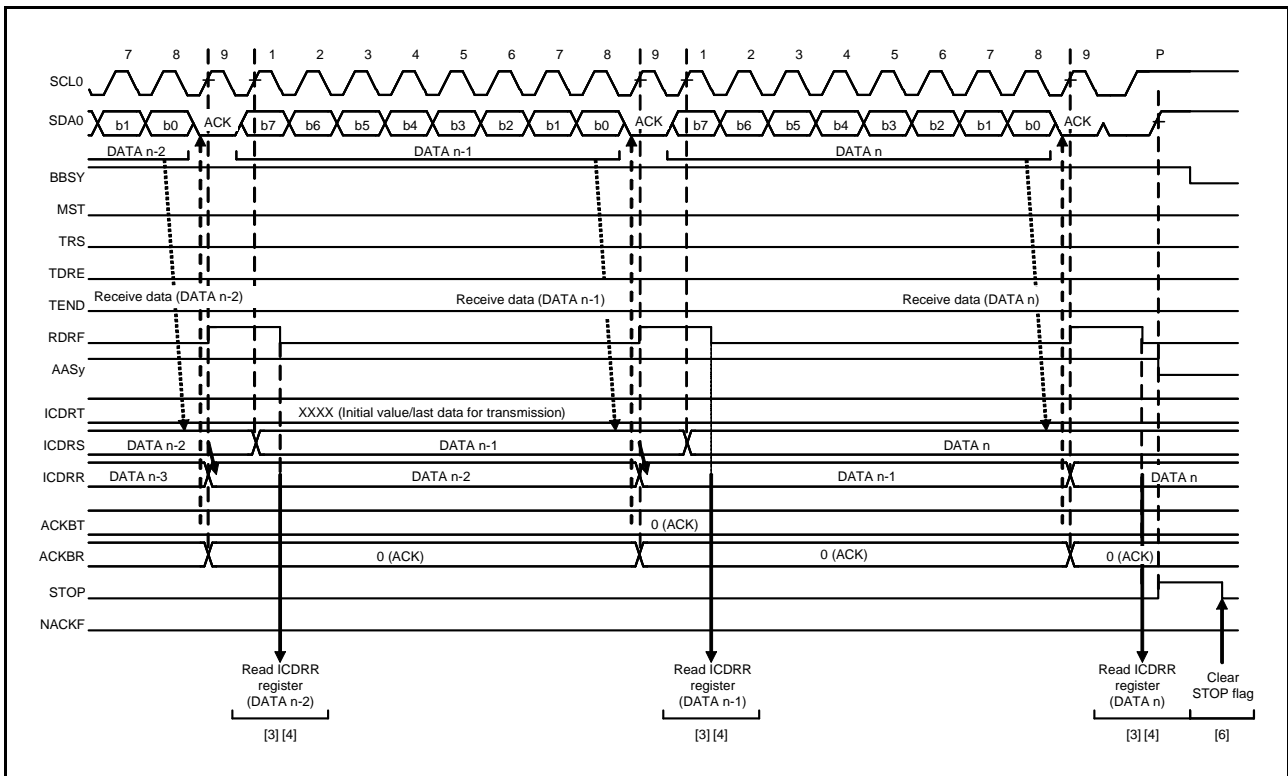 7 8 9 1 2 3 4 5 6 7 8 9 1 2 3 4 5 6 7 8 9 P
SCL0
SDA0 b1 b0 ACK b7 b6 b5 b4 b3 b2 b1 b0 ACK b7 b6 b5 b4 b3 b2 b1 b0 ACK
DATA n-2 DATA n-1 DATA n
BBSY
MST
TRS
TDRE
TEND
Receive data (DATA n-2) Receive data (DATA n-1) Receive data (DATA n)
RDRF
AASy
ICDRT XXXX (Initial value/last data for transmission)
ICDRS DATA n-2 DATA n-1 DATA n
ICDRR DATA n-3 DATA n-2 DATA n-1 DATA n
ACKBT 0 (ACK)
ACKBR 0 (ACK) 0 (ACK) 0 (ACK)
STOP
NACKF
Read ICDRR
register
(DATA n-2)
[3] [4]
Read ICDRR
register
(DATA n-1)
[3] [4]
Read ICDRR
register
(DATA n)
[3] [4]
Clear
STOP flag
[6]